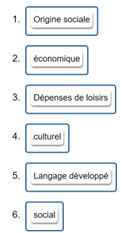 1. Origine sociale
2. économique
3. Dépenses de loisirs
4. culturel
5. Langage développé
6. social